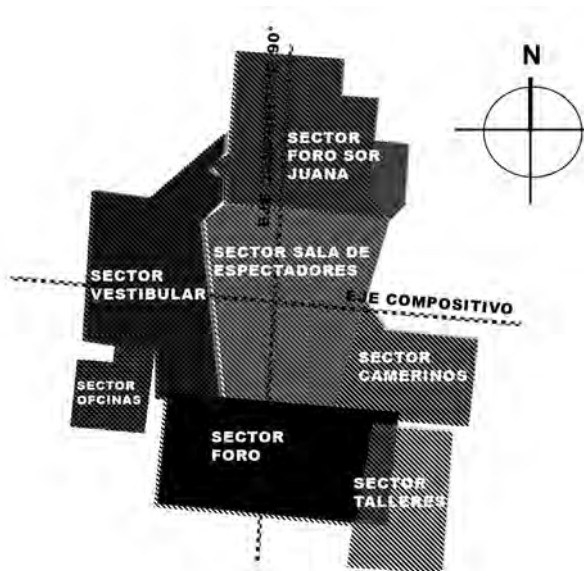 N
SECTOR
FORO SOR
JUANA
SECTOR SALA DE
ESPECTADORES
SECTOR
VESTIBULAR
EJE COMPOSITIVO
SECTOR
CAMERINOS
SECTOR
OFCINAS
SECTOR
FORO
SECTOR
TALLERES
EJE
90°